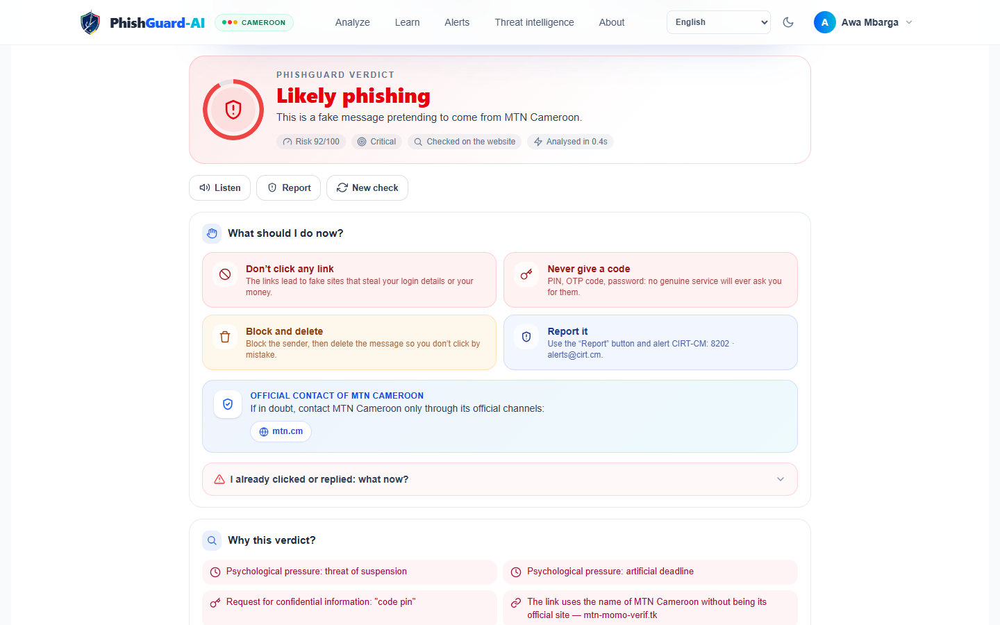 PhishGuard-AI
CAMEROON
Analyze
Learn
Alerts
Threat intelligence
About
English
A
Awa Mbarga
PHISHGUARD VERDICT
Likely phishing
This is a fake message pretending to come from MTN Cameroon.
Risk 92/100
Critical
Checked on the website
Analysed in 0.4s
Listen
Report
New check
What should I do now?
Don’t click any link
The links lead to fake sites that steal your login details or your
money.
Never give a code
PIN, OTP code, password: no genuine service will ever ask you
for them.
Block and delete
Block the sender, then delete the message so you don’t click by
mistake.
Report it
Use the “Report” button and alert CIRT-CM: 8202 ·
alerts@cirt.cm.
OFFICIAL CONTACT OF MTN CAMEROON
If in doubt, contact MTN Cameroon only through its official channels:
mtn.cm
I already clicked or replied: what now?
Why this verdict?
Psychological pressure: threat of suspension
Psychological pressure: artificial deadline
Request for confidential information: "code pin"
The link uses the name of MTN Cameroon without being its
official site — mtn-momo-verif.tk